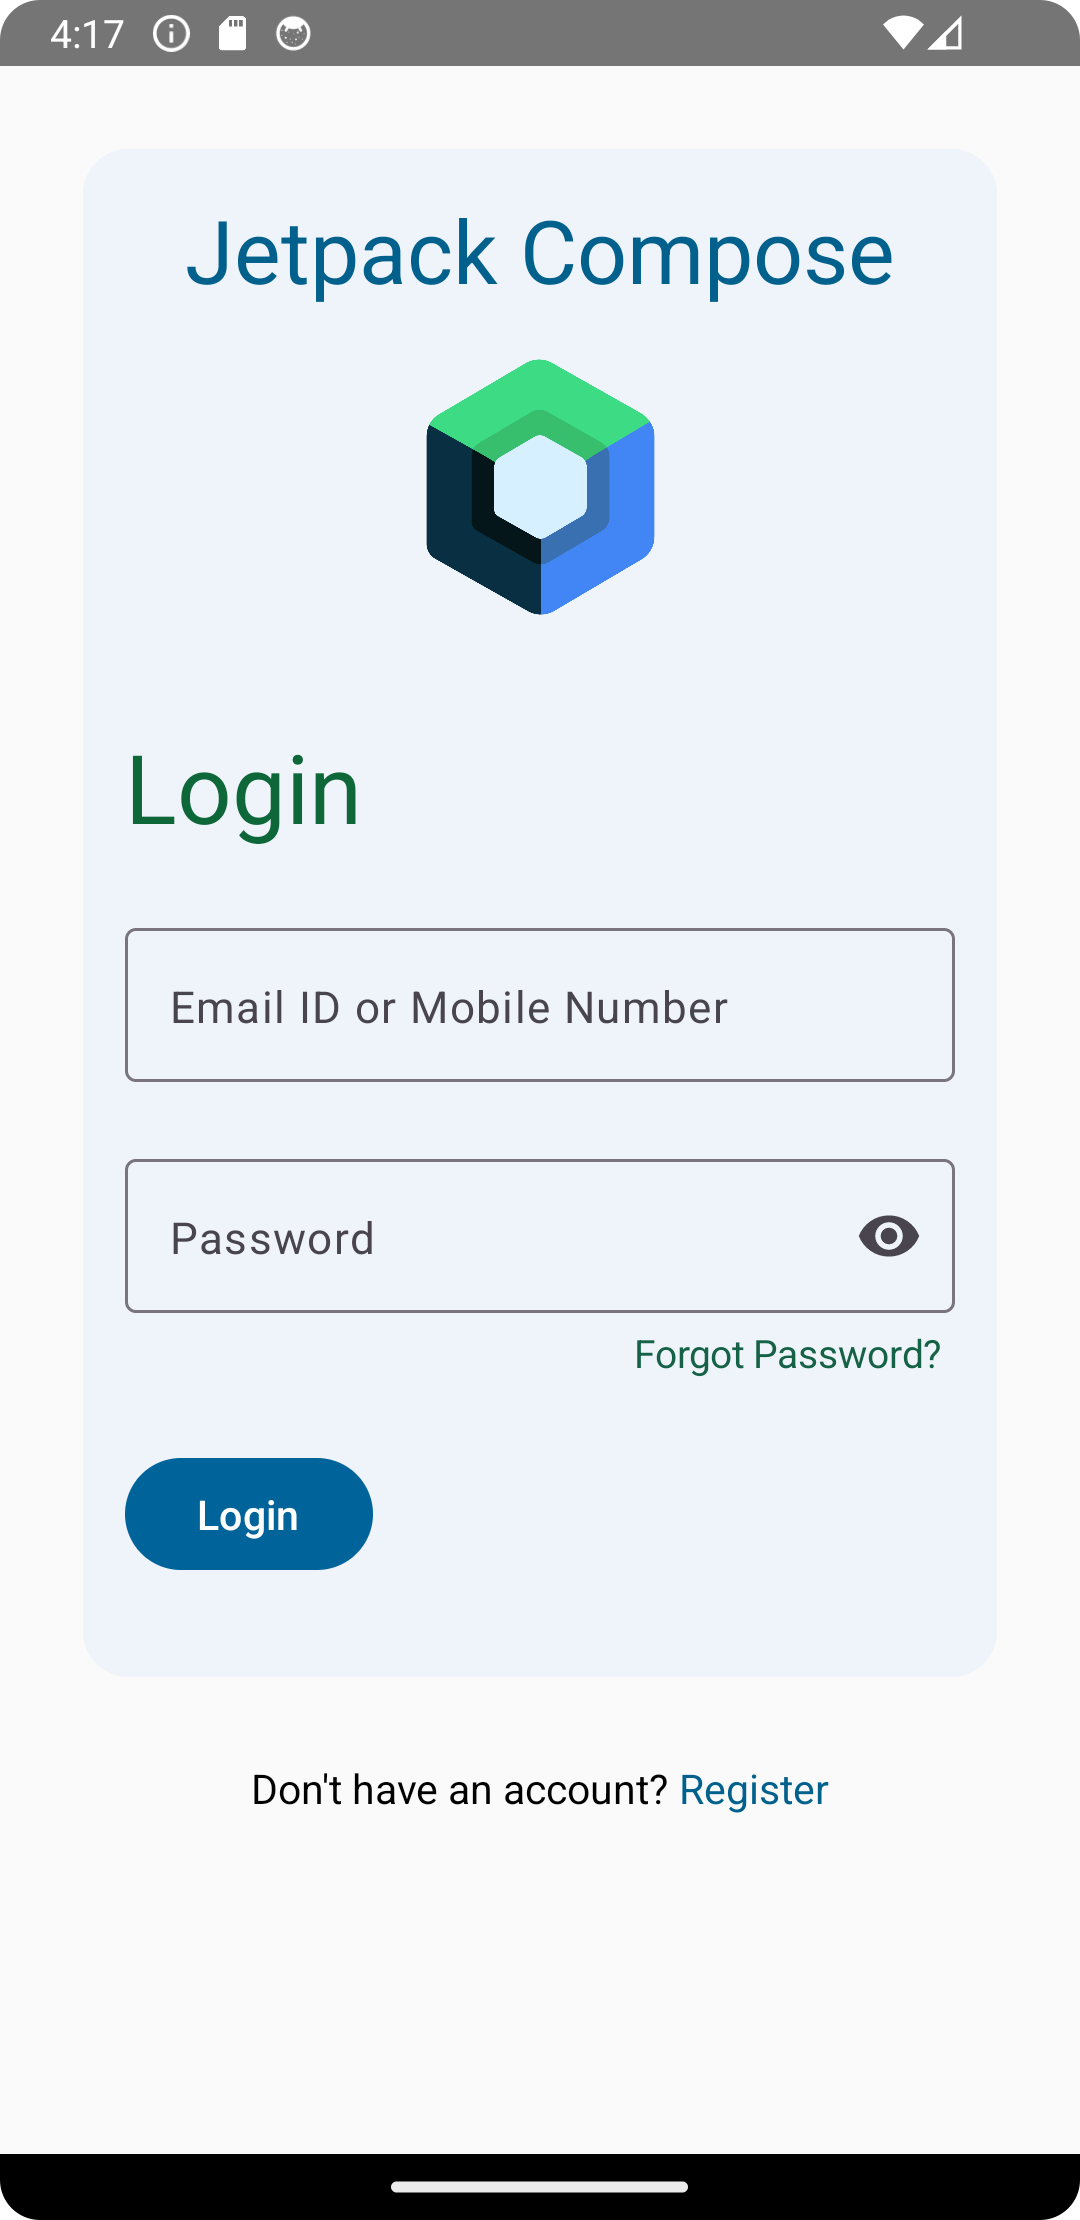 4:17
Jetpack Compose
Login
Email ID or Mobile Number
Password
Forgot Password?
Login
Don't have an account? Register